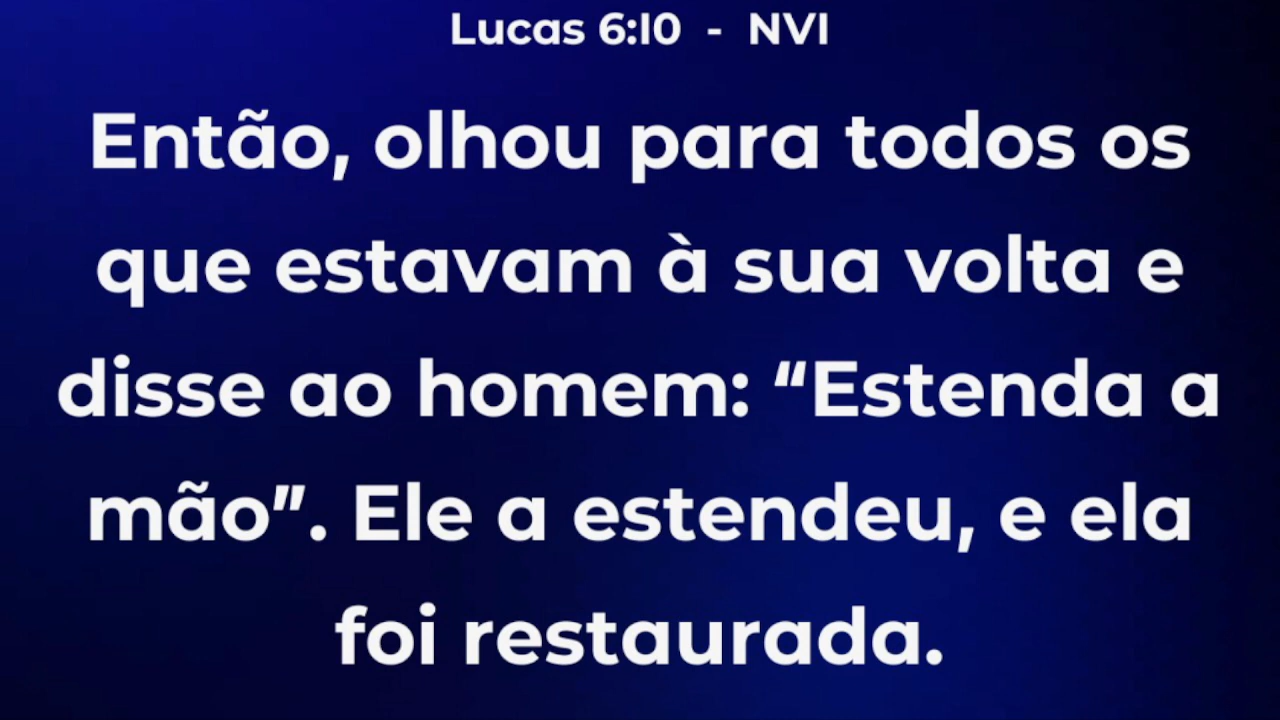 Lucas 6:10 - NVI
Então, olhou para todos os
que estavam à sua volta e
disse ao homem: “Estenda a
mão”. Ele a estendeu, e ela
foi restaurada.